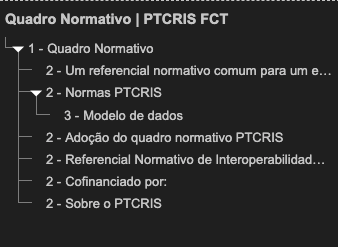 Quadro Normativo | PTCRIS FCT
1 - Quadro Normativo
2 - Um referencial normativo comum para um e…
2 - Normas PTCRIS
3 - Modelo de dados
2 - Adoção do quadro normativo PTCRIS
2 - Referencial Normativo de Interoperabilidad…
2 - Cofinanciado por:
2 - Sobre o PTCRIS